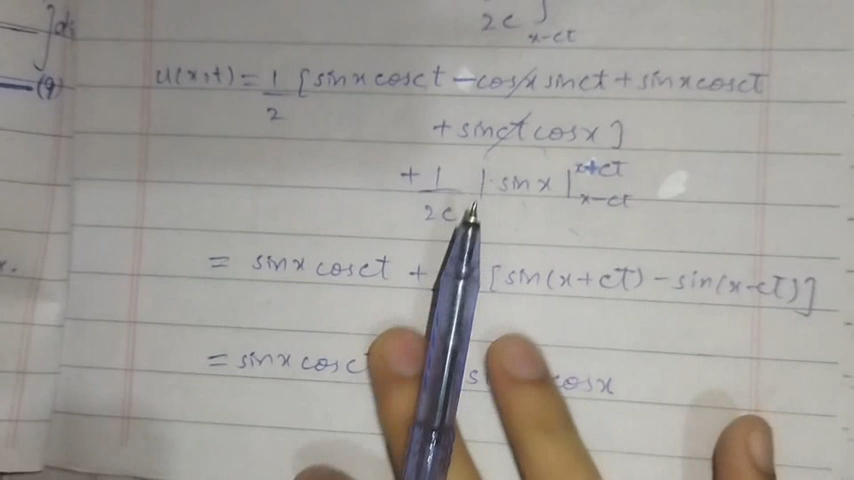 2c ∫ x-ct
∫ds
u(x,t) = 1/2 [sinx cosct - cosx sinct + sinx cosct
(9)
+ sinct cosx]
+ 1/2c |sinx|^{x+ct}_{x-ct}
= sinx cosct + [sin(x+ct) - sin(x-ct)]
= sinx cosc cosx